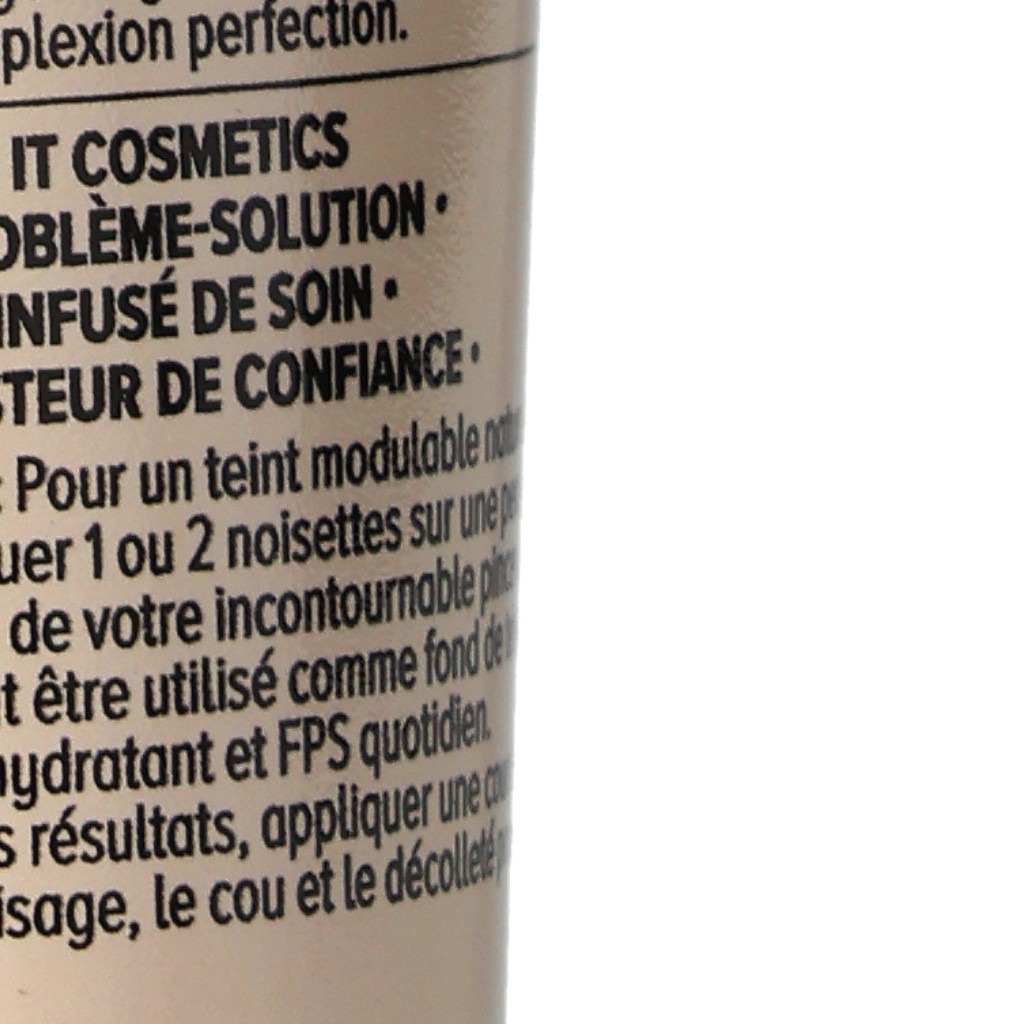 plexion perfection.
IT COSMETICS
OBLÈME-SOLUTION •
INFUSÉ DE SOIN •
STEUR DE CONFIANCE •
: Pour un teint modulable
uer 1 ou 2 noisettes sur une
de votre incontournable
t être utilisé comme fond de
hydratant et FPS quotidien.
s résultats, appliquer une
isage, le cou et le décolleté